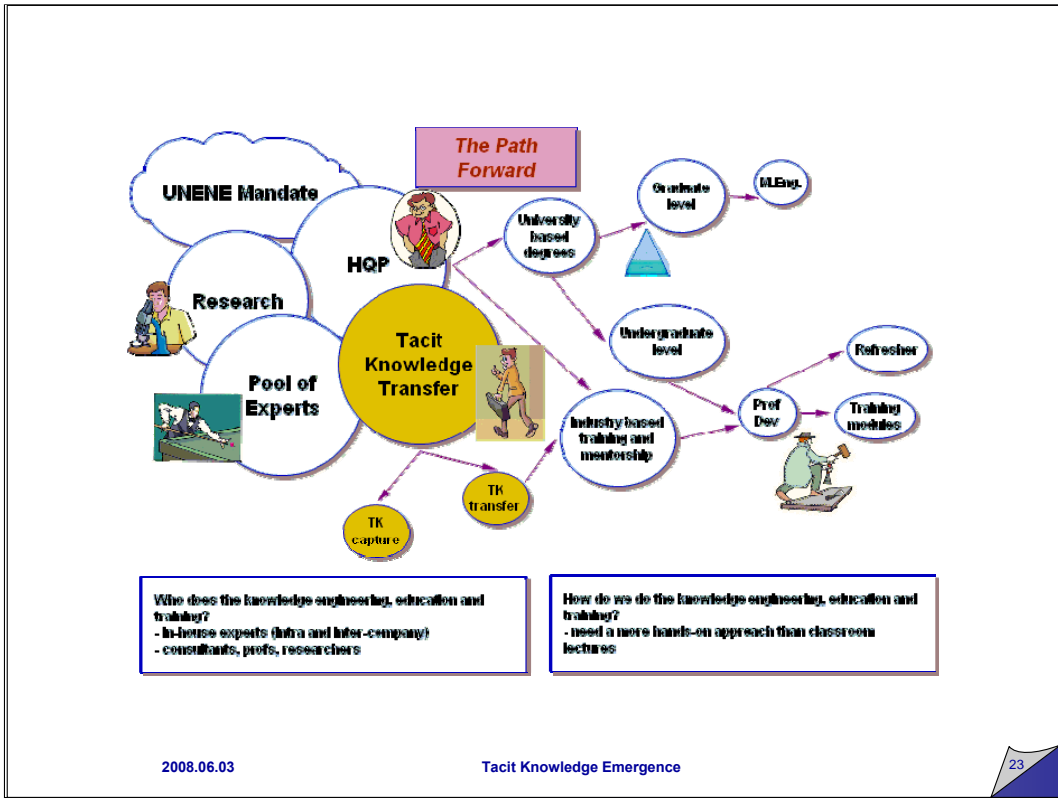 The Path
Forward
UNENE Mandate
HQP
Research
Pool of
Experts
Tacit
Knowledge
Transfer
University
based
degrees
Graduate
level
M.Eng.
Undergraduate
level
Refresher
Prof
Dev
Training
modules
Industry based
training and
mentorship
TK
transfer
TK
capture
Who does the knowledge engineering, education and
training?
- in-house experts (intra and inter-company)
- consultants, profs, researchers
How do we do the knowledge engineering, education and
training?
- need a more hands-on approach than classroom
lectures
2008.06.03
Tacit Knowledge Emergence
23